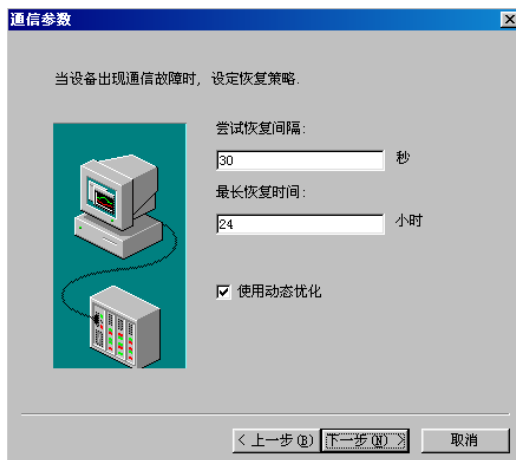 通信参数
当设备出现通信故障时，设定恢复策略.
尝试恢复间隔:
30 秒
最长恢复时间:
24 小时
使用动态优化
< 上一步(B) 下一步(N) > 取消